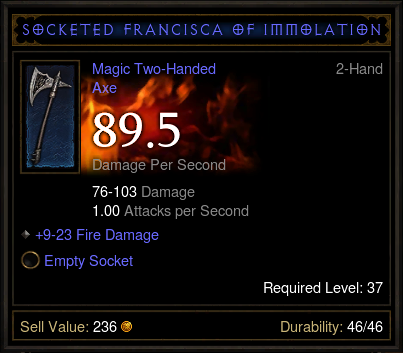 SOCKETED FRANCISCA OF IMMOLATION
Magic Two-Handed Axe
2-Hand
89.5
Damage Per Second
76-103 Damage
1.00 Attacks per Second
+9-23 Fire Damage
Empty Socket
Required Level: 37
Sell Value: 236
Durability: 46/46